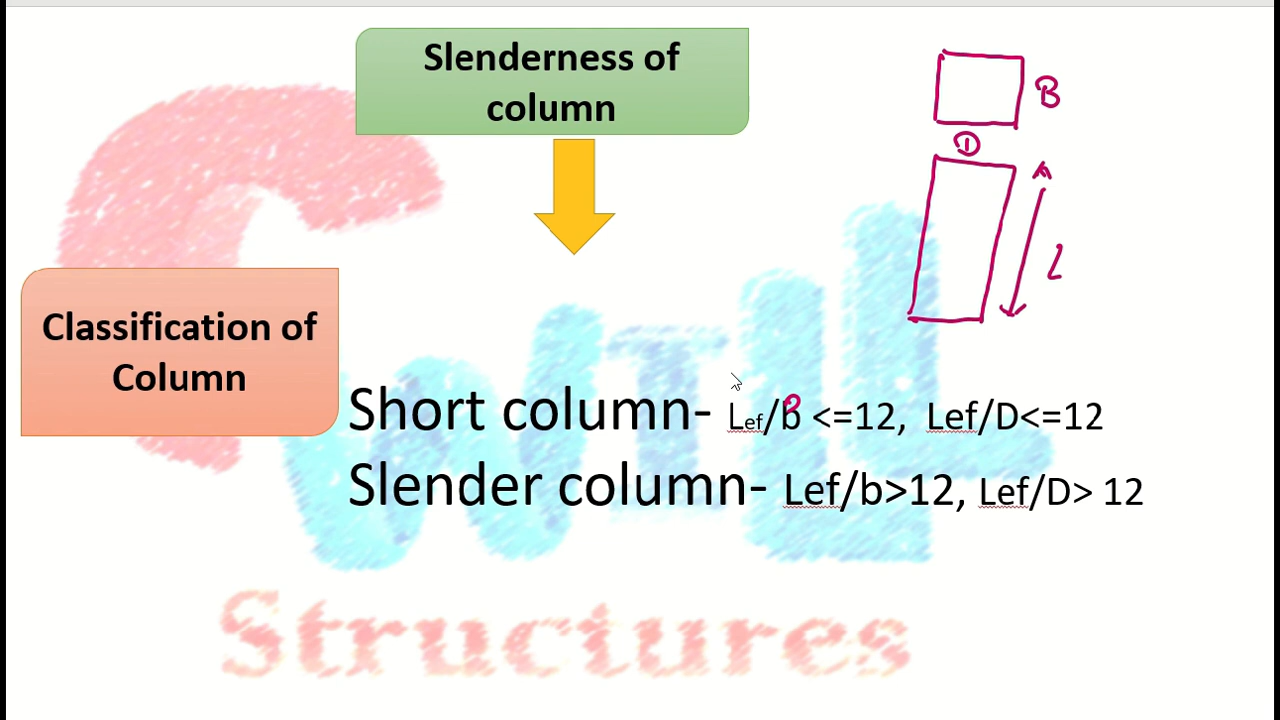 Slenderness of
column
B
D
L
Classification of
Column
Short column- Lef/b <=12, Lef/D<=12
Slender column- Lef/b>12, Lef/D> 12
CWILL
Structures